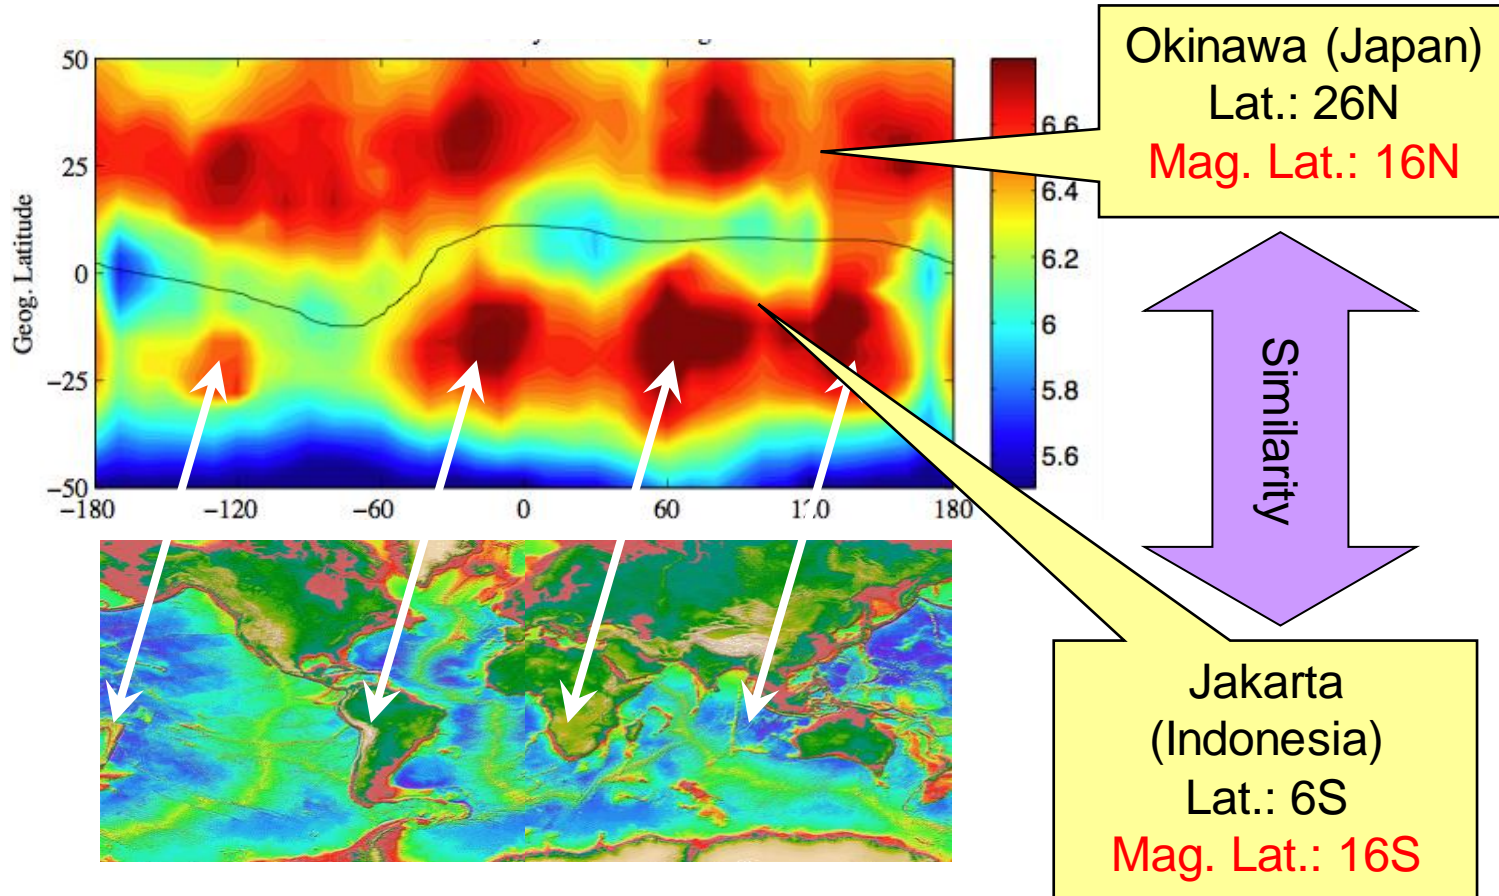 50
25
0
−25
−50
Geog. Latitude
−180
−120
−60
0
60
180
6.6
6.4
6.2
6
5.8
5.6
Okinawa (Japan)
Lat.: 26N
Mag. Lat.: 16N
Similarity
Jakarta
(Indonesia)
Lat.: 6S
Mag. Lat.: 16S